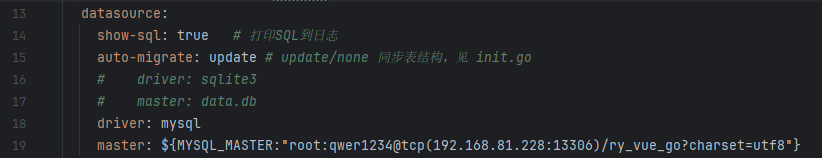 13 datasource:
14 show-sql: true # 打印SQL到日志
15 auto-migrate: update # update/none 同步表结构，见 init.go
16 # driver: sqlite3
17 # master: data.db
18 driver: mysql
19 master: ${MYSQL_MASTER:"root:qwer1234@tcp(192.168.81.228:13306)/ry_vue_go?charset=utf8"}